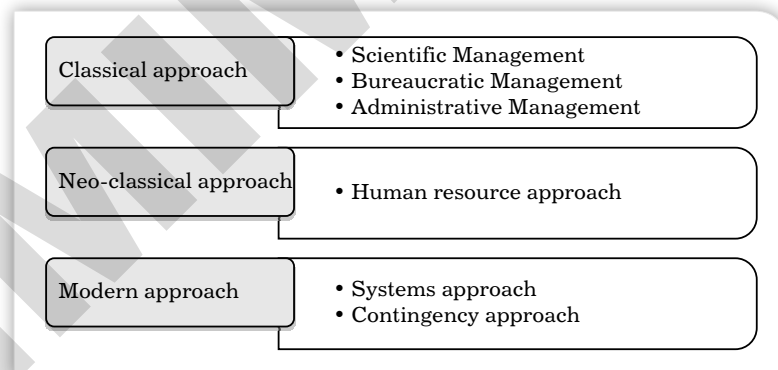 Classical approach
• Scientific Management
• Bureaucratic Management
• Administrative Management
Neo-classical approach
• Human resource approach
Modern approach
• Systems approach
• Contingency approach